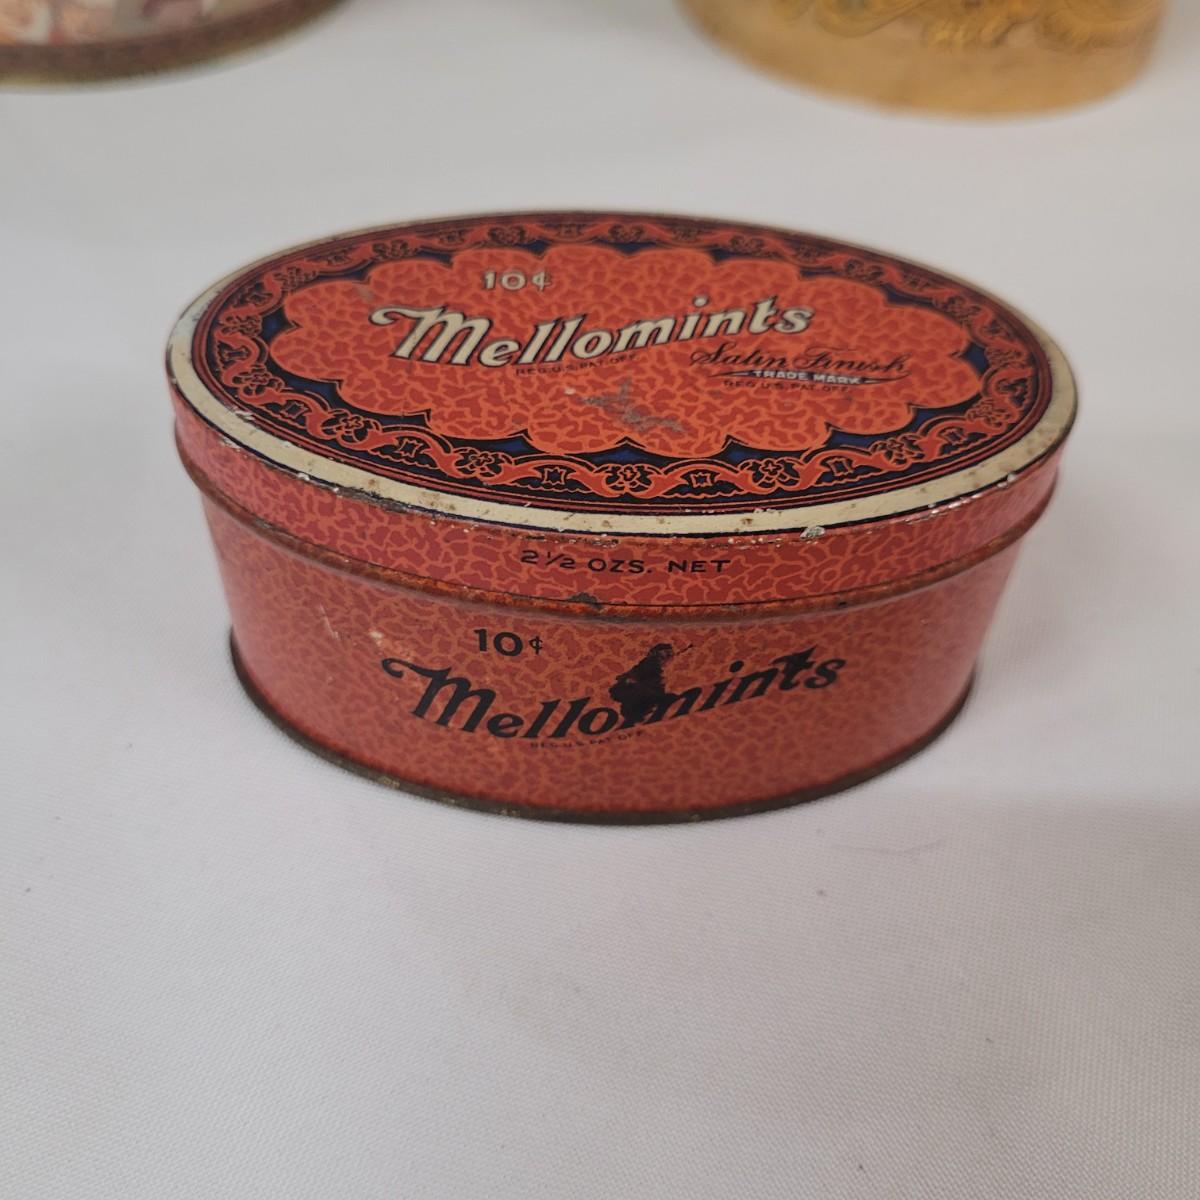 10¢
Mellomints
REG. U.S. PAT. OFF.
Satin Finish
TRADE MARK
REG. U.S. PAT. OFF.
2½ OZS. NET
10¢
Mellomints
REG. U.S. PAT. OFF.